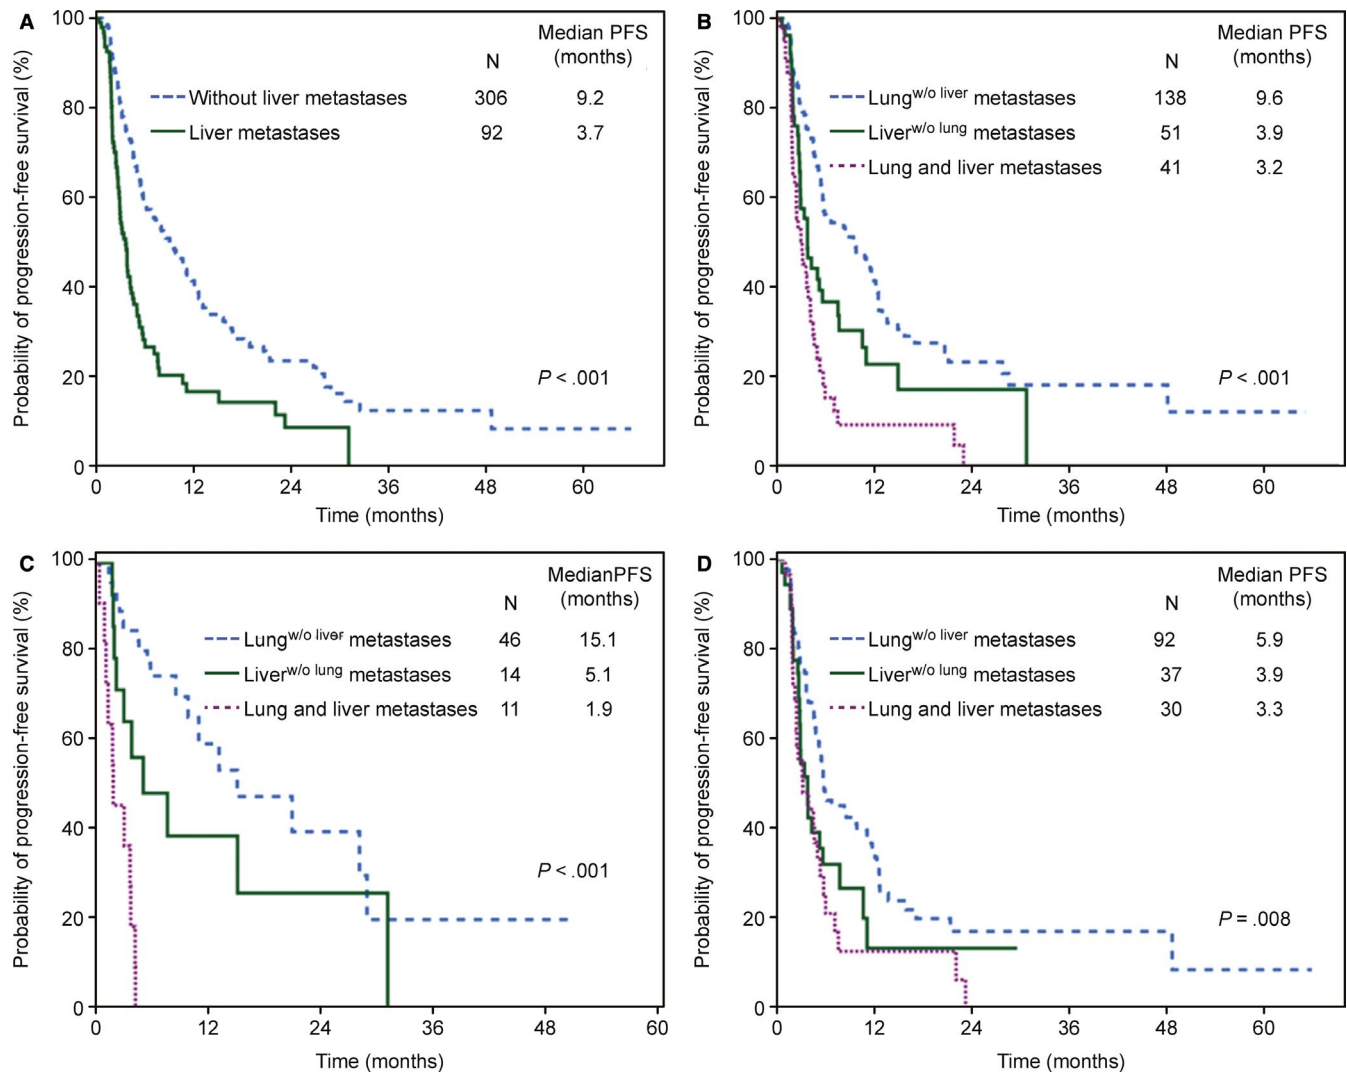 A
Probability of progression-free survival (%)
100
80
60
40
20
0
Median PFS
N (months)
Without liver metastases 306 9.2
Liver metastases 92 3.7
P < .001
0 12 24 36 48 60
Time (months)
B
Probability of progression-free survival (%)
100
80
60
40
20
0
Median PFS
N (months)
Lung w/o liver metastases 138 9.6
Liver w/o lung metastases 51 3.9
Lung and liver metastases 41 3.2
P < .001
0 12 24 36 48 60
Time (months)
C
Probability of progression-free survival (%)
100
80
60
40
20
0
MedianPFS
N (months)
Lung w/o liver metastases 46 15.1
Liver w/o lung metastases 14 5.1
Lung and liver metastases 11 1.9
P < .001
0 12 24 36 48 60
Time (months)
D
Probability of progression-free survival (%)
100
80
60
40
20
0
Median PFS
N (months)
Lung w/o liver metastases 92 5.9
Liver w/o lung metastases 37 3.9
Lung and liver metastases 30 3.3
P = .008
0 12 24 36 48 60
Time (months)